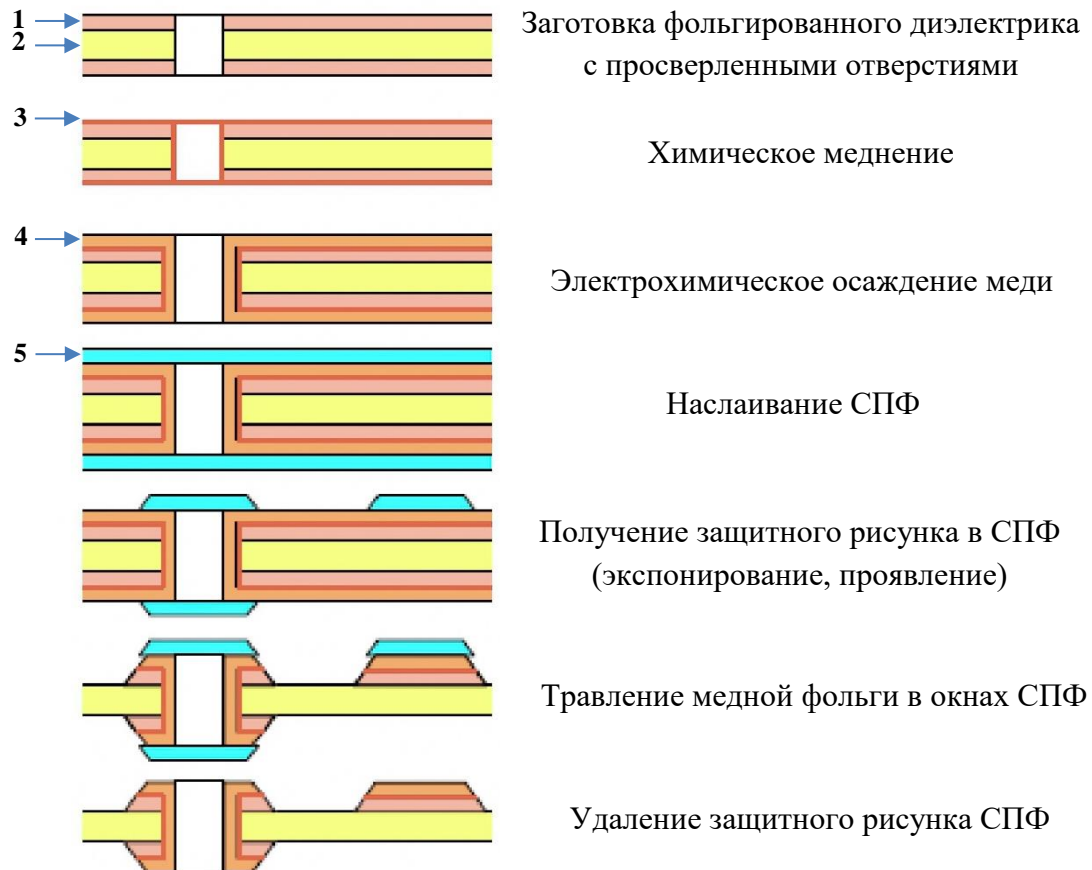 1
Заготовка фольгированного диэлектрика
2
с просверленными отверстиями
3
Химическое меднение
4
Электрохимическое осаждение меди
5
Наслаивание СПФ
Получение защитного рисунка в СПФ
(экспонирование, проявление)
Травление медной фольги в окнах СПФ
Удаление защитного рисунка СПФ